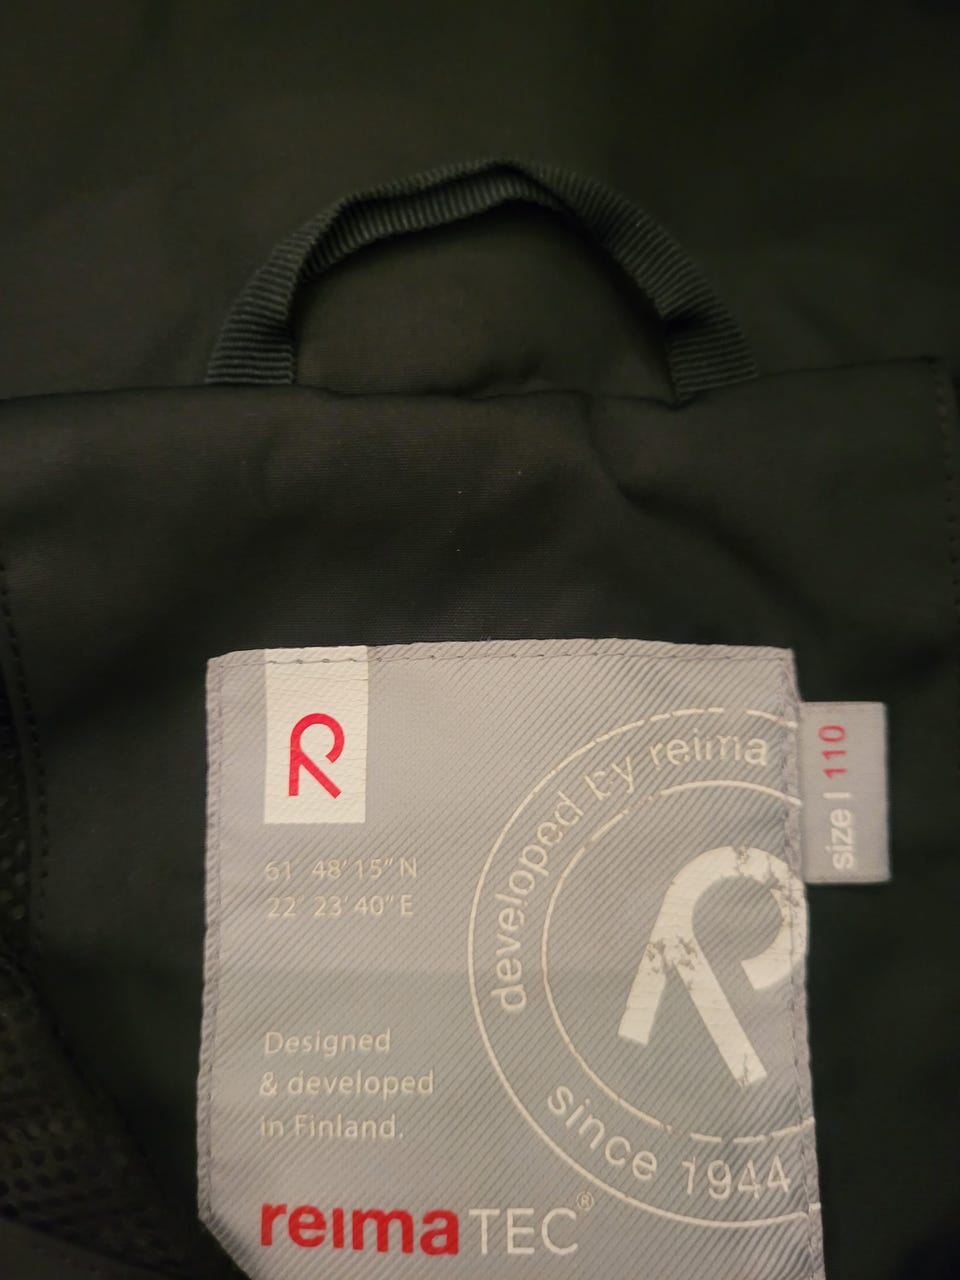 developed by reima
size | 110
61° 48' 15" N
22° 23' 40" E
Designed
& developed
in Finland.
since 1944
reimaTEC®